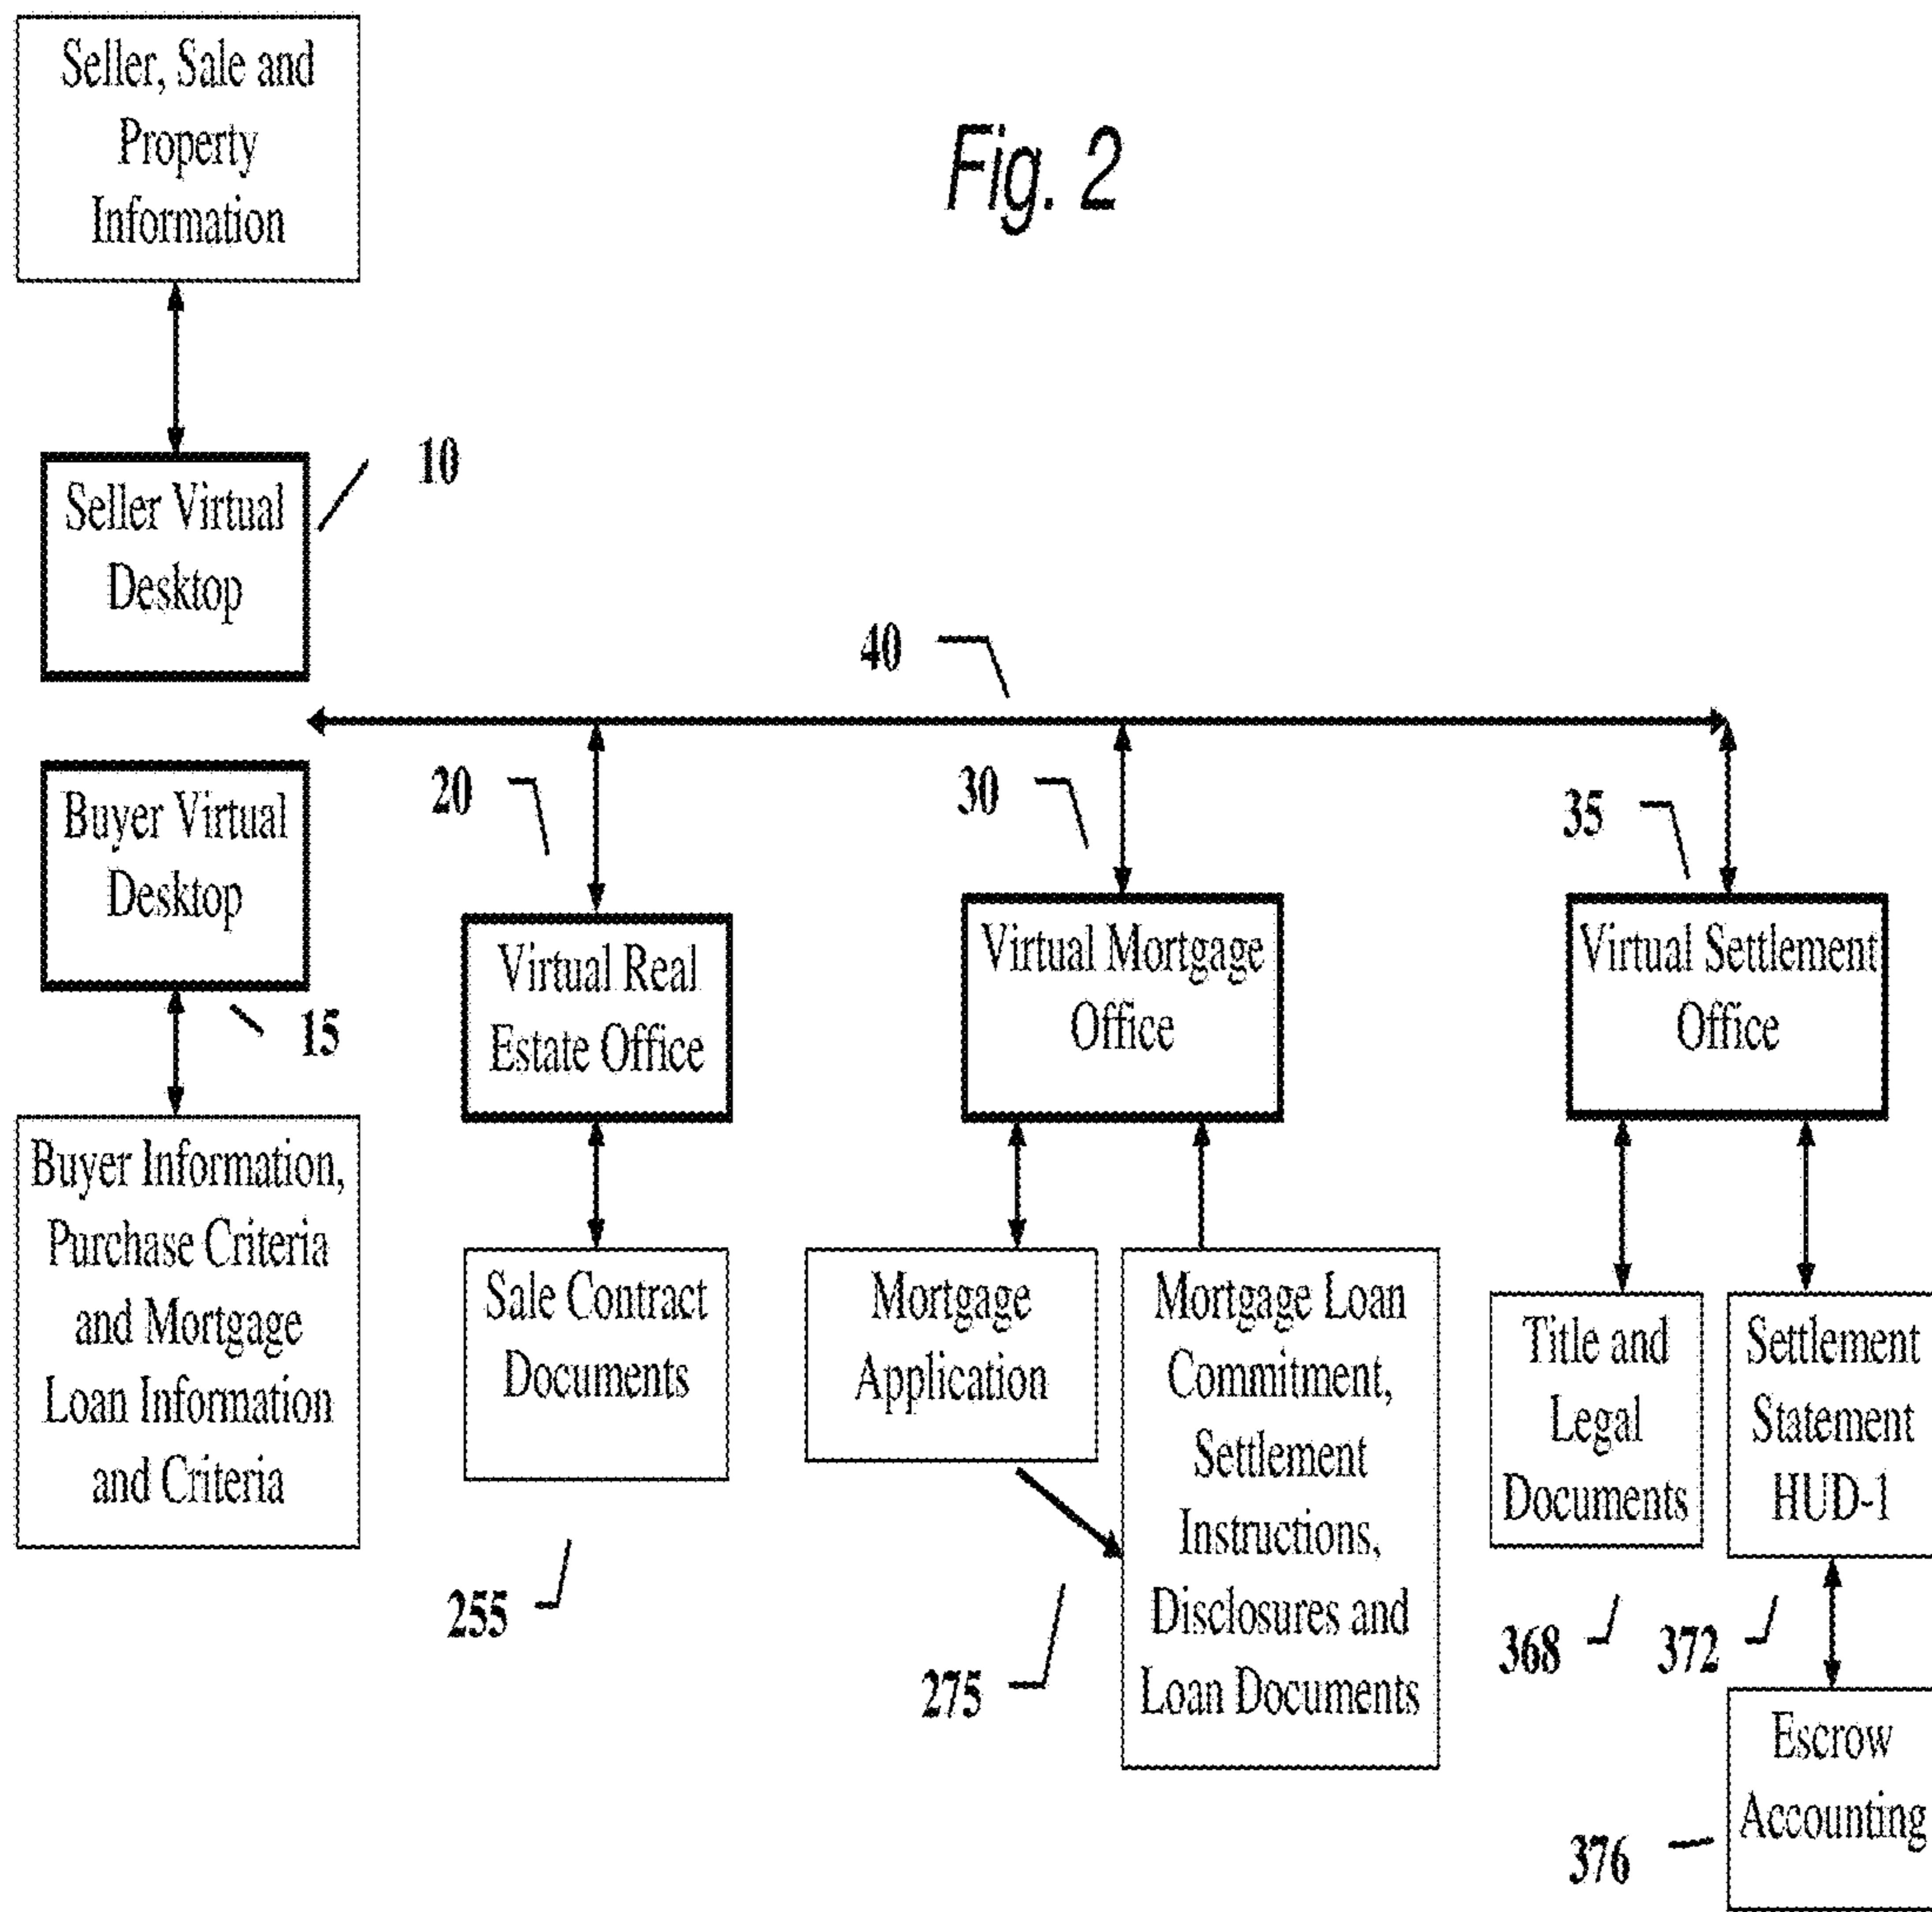 Seller, Sale and
Property
Information
Fig. 2
10
Seller Virtual
Desktop
40
Buyer Virtual
Desktop
15
20
30
35
Virtual Real
Estate Office
Virtual Mortgage
Office
Virtual Settlement
Office
Buyer Information,
Purchase Criteria
and Mortgage
Loan Information
and Criteria
Sale Contract
Documents
255
Mortgage
Application
Mortgage Loan
Commitment,
Settlement
Instructions,
Disclosures and
Loan Documents
275
Title and
Legal
Documents
368
Settlement
Statement
HUD-1
372
Escrow
Accounting
376